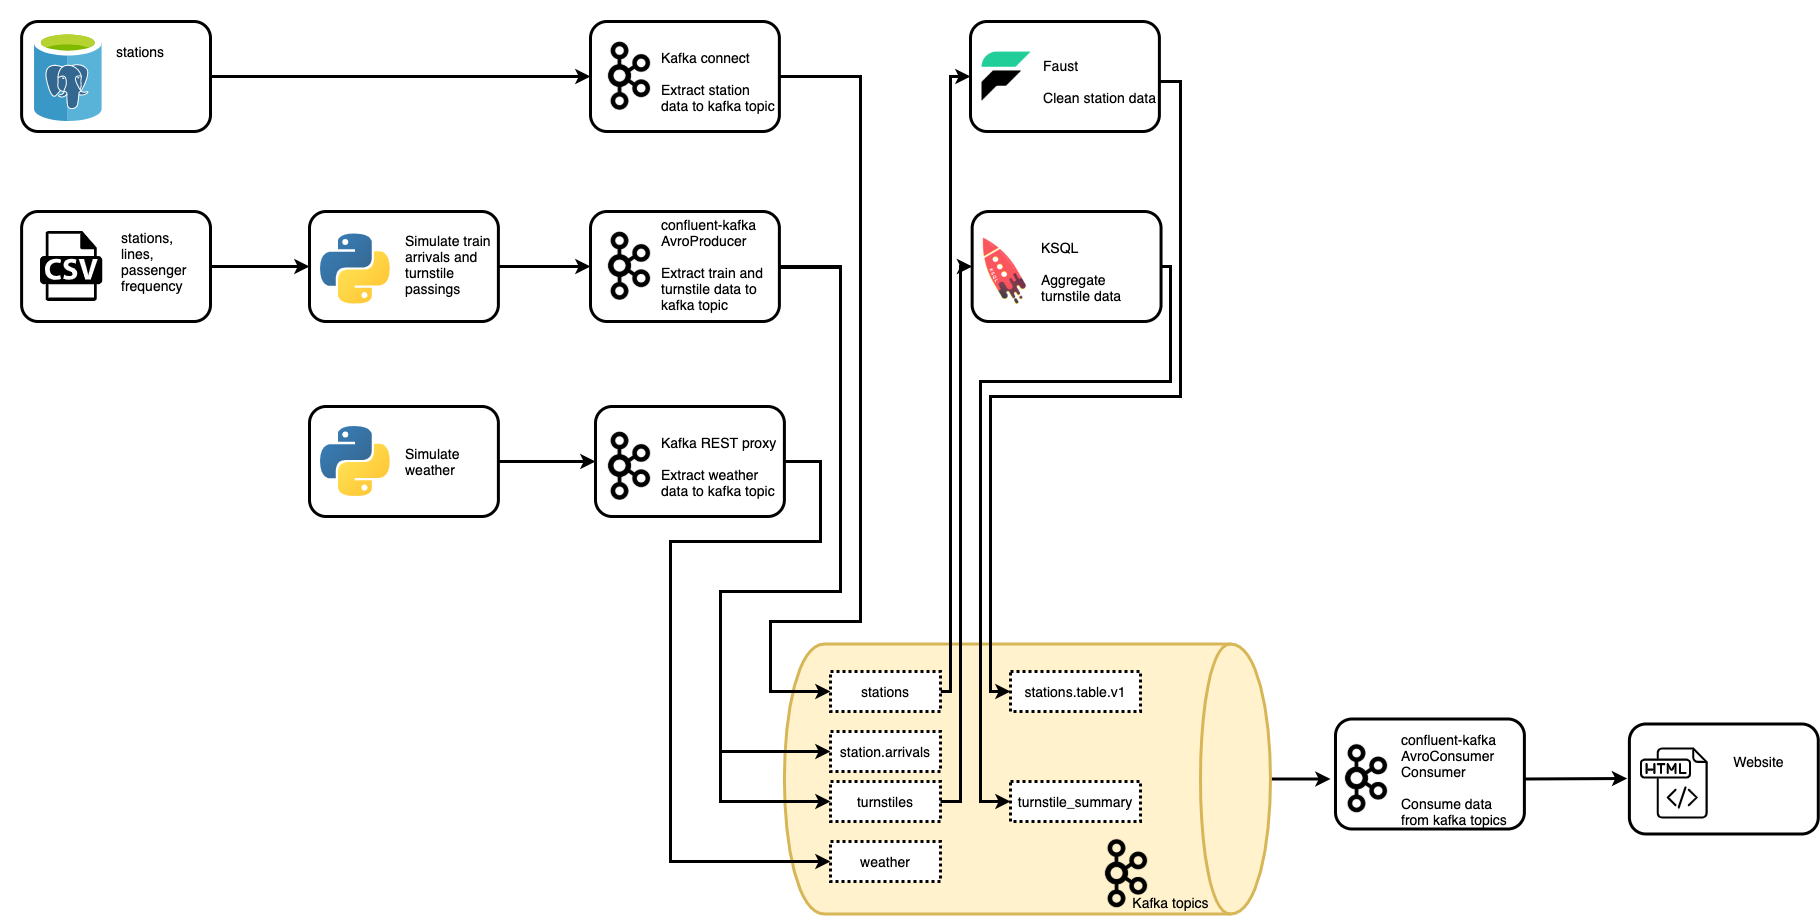 stations
Kafka connect
Extract station
data to kafka topic
Faust
Clean station data
CSV
stations,
lines,
passenger
frequency
Simulate train
arrivals and
turnstile
passings
confluent-kafka
AvroProducer
Extract train and
turnstile data to
kafka topic
KSQL
KSQL
Aggregate
turnstile data
Simulate
weather
Kafka REST proxy
Extract weather
data to kafka topic
stations
stations.table.v1
station.arrivals
turnstiles
turnstile_summary
weather
Kafka topics
confluent-kafka
AvroConsumer
Consumer
Consume data
from kafka topics
HTML
</>
Website